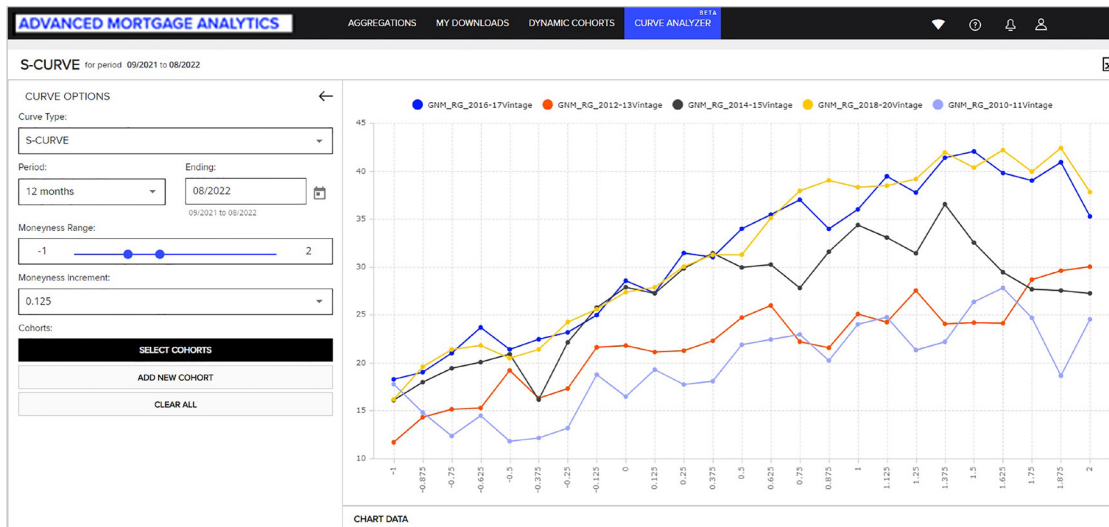 ADVANCED MORTGAGE ANALYTICS
AGGREGATIONS MY DOWNLOADS DYNAMIC COHORTS CURVE ANALYZER BETA
S-CURVE for period 09/2021 to 08/2022
CURVE OPTIONS
Curve Type:
S-CURVE
Period: Ending:
12 months 08/2022
09/2021 to 08/2022
Moneyness Range:
-1 2
Moneyness Increment:
0.125
Cohorts:
SELECT COHORTS
ADD NEW COHORT
CLEAR ALL
GNM_RG_2016-17Vintage GNM_RG_2012-13Vintage GNM_RG_2014-15Vintage GNM_RG_2018-20Vintage GNM_RG_2010-11Vintage
45
40
35
30
25
20
15
10
-1 -0.875 -0.75 -0.625 -0.5 -0.375 -0.25 -0.125 0 0.125 0.25 0.375 0.5 0.625 0.75 0.875 1 1.125 1.25 1.375 1.5 1.625 1.75 1.875 2
CHART DATA